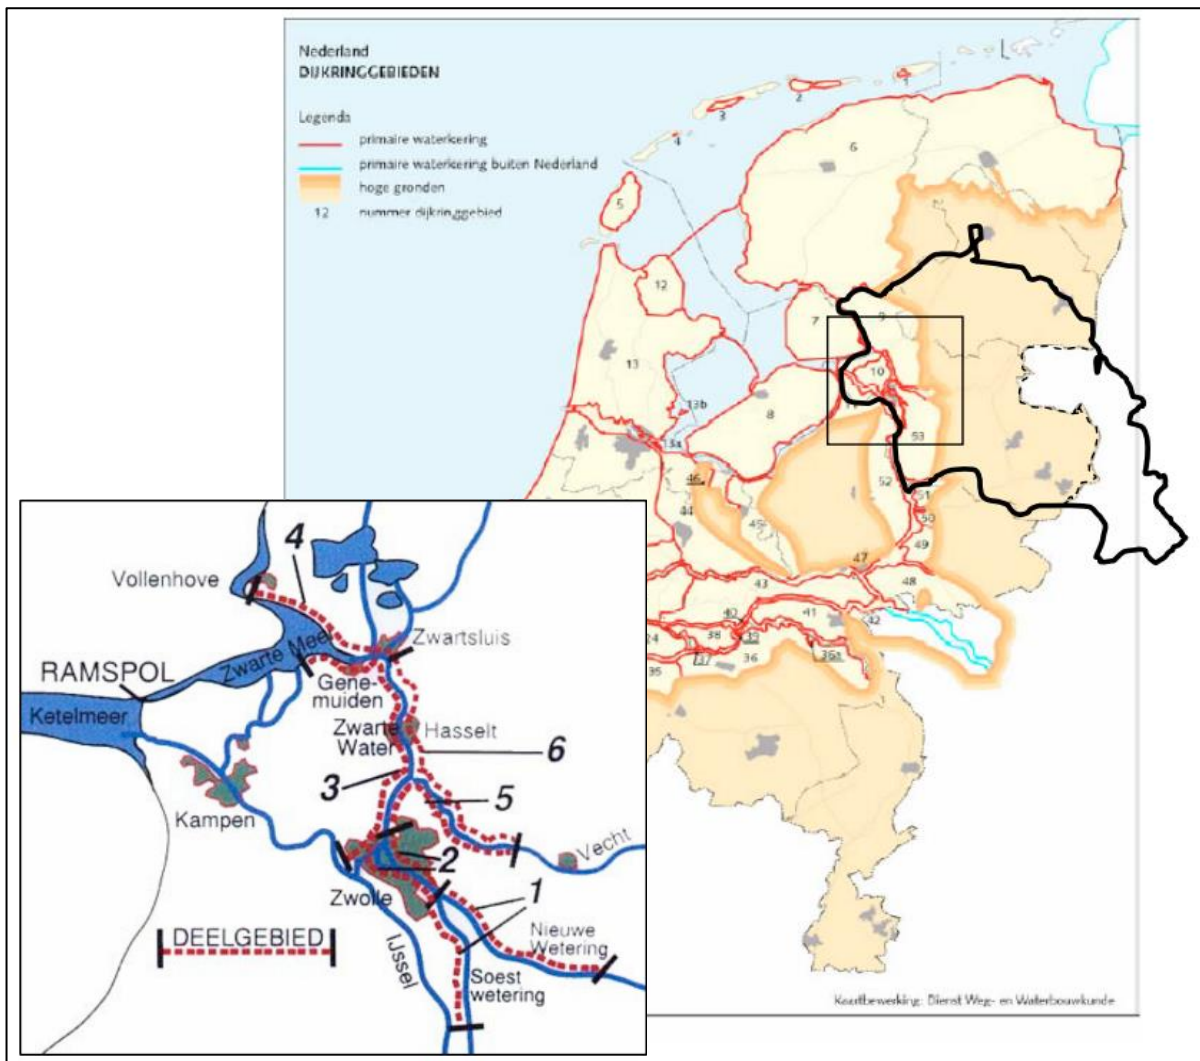 Nederland
DIJKRINGGEBIEDEN
Legenda
primaire waterkering
primaire waterkering buiten Nederland
hoge gronden
12 nummer dijkringgebied
1
2
3
4
5
6
7
9
12
13
10
13b
8
13a
53
46
52
51
50
44
45
49
47
48
43
40
41
42
24
38
39
37
36
36a
35
4
Vollenhove
Zwarte Meer
Zwartsluis
RAMSPOL
Gene-
muiden
Ketelmeer
Zwarte
Water
Hasselt
6
3
5
Kampen
Vecht
2
Zwolle
1
Nieuwe
Wetering
DEELGEBIED
IJssel
Soest
wetering
Kaartbewerking: Dienst Weg- en Waterbouwkunde